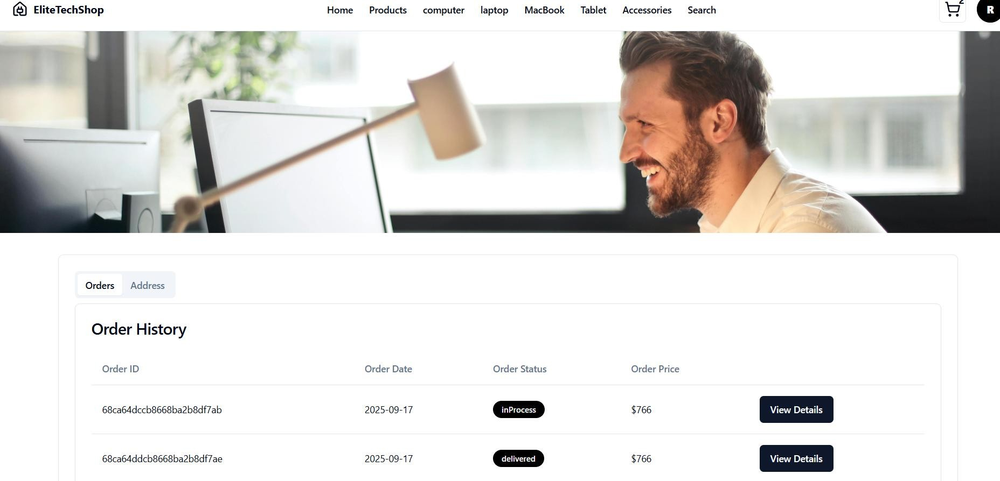 EliteTechShop
Home Products computer laptop MacBook Tablet Accessories Search
2
R
Orders Address
Order History
Order ID Order Date Order Status Order Price
68ca64dccb8668ba2b8df7ab 2025-09-17 inProcess $766 View Details
68ca64ddcb8668ba2b8df7ae 2025-09-17 delivered $766 View Details